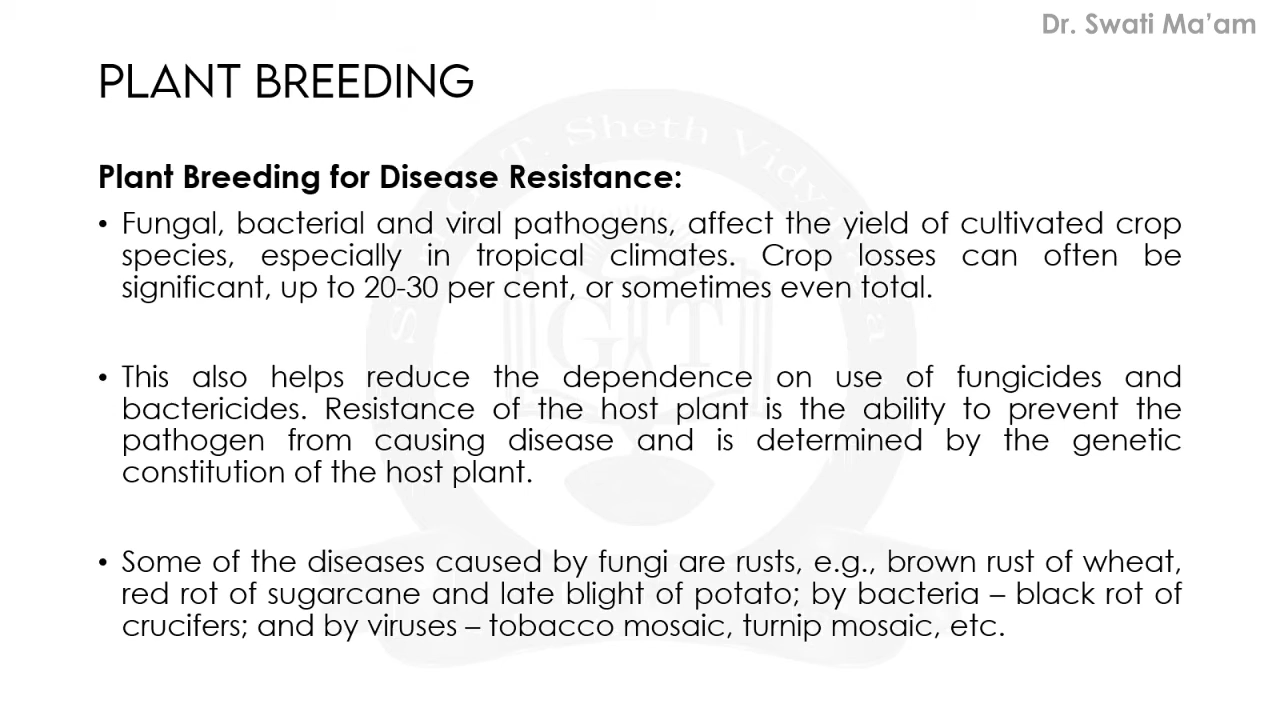 Dr. Swati Ma'am
PLANT BREEDING
Plant Breeding for Disease Resistance:
• Fungal, bacterial and viral pathogens, affect the yield of cultivated crop
species, especially in tropical climates. Crop losses can often be
significant, up to 20-30 per cent, or sometimes even total.
• This also helps reduce the dependence on use of fungicides and
bactericides. Resistance of the host plant is the ability to prevent the
pathogen from causing disease and is determined by the genetic
constitution of the host plant.
• Some of the diseases caused by fungi are rusts, e.g., brown rust of wheat,
red rot of sugarcane and late blight of potato; by bacteria – black rot of
crucifers; and by viruses – tobacco mosaic, turnip mosaic, etc.